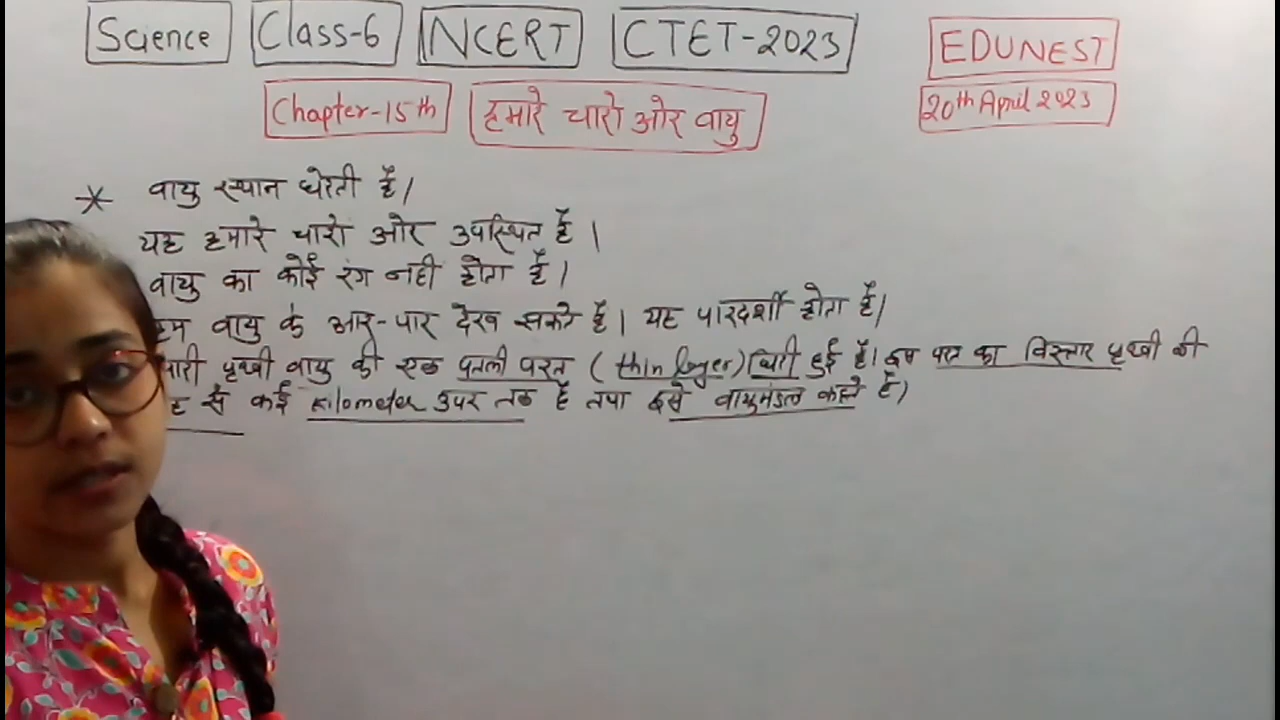 Science Class-6 NCERT CTET-2023 EDUNEST
Chapter-15th हमारे चारो ओर वायु 20th April 2023
* वायु स्थान घेरती है।
यह हमारे चारो ओर उपस्थित है।
वायु का कोई रंग नही होता है।
हम वायु के आर-पार देख सकते है। यह पारदर्शी होता है।
मारी पृथ्वी वायु की एक पतली परत (thin layer) घिरी हुई है। इस परत का विस्तार पृथ्वी की
ह से कई kilometer उपर तक है तथा इसे वायुमंडल कहते है।